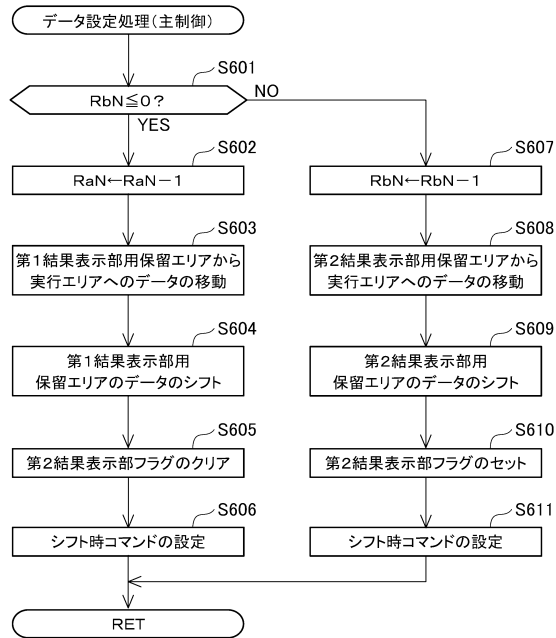 データ設定処理(主制御)
S601
RbN≦0?
NO
YES
S602
RaN←RaN-1
S603
第1結果表示部用保留エリアから
実行エリアへのデータの移動
S604
第1結果表示部用
保留エリアのデータのシフト
S605
第2結果表示部フラグのクリア
S606
シフト時コマンドの設定
S607
RbN←RbN-1
S608
第2結果表示部用保留エリアから
実行エリアへのデータの移動
S609
第2結果表示部用
保留エリアのデータのシフト
S610
第2結果表示部フラグのセット
S611
シフト時コマンドの設定
RET